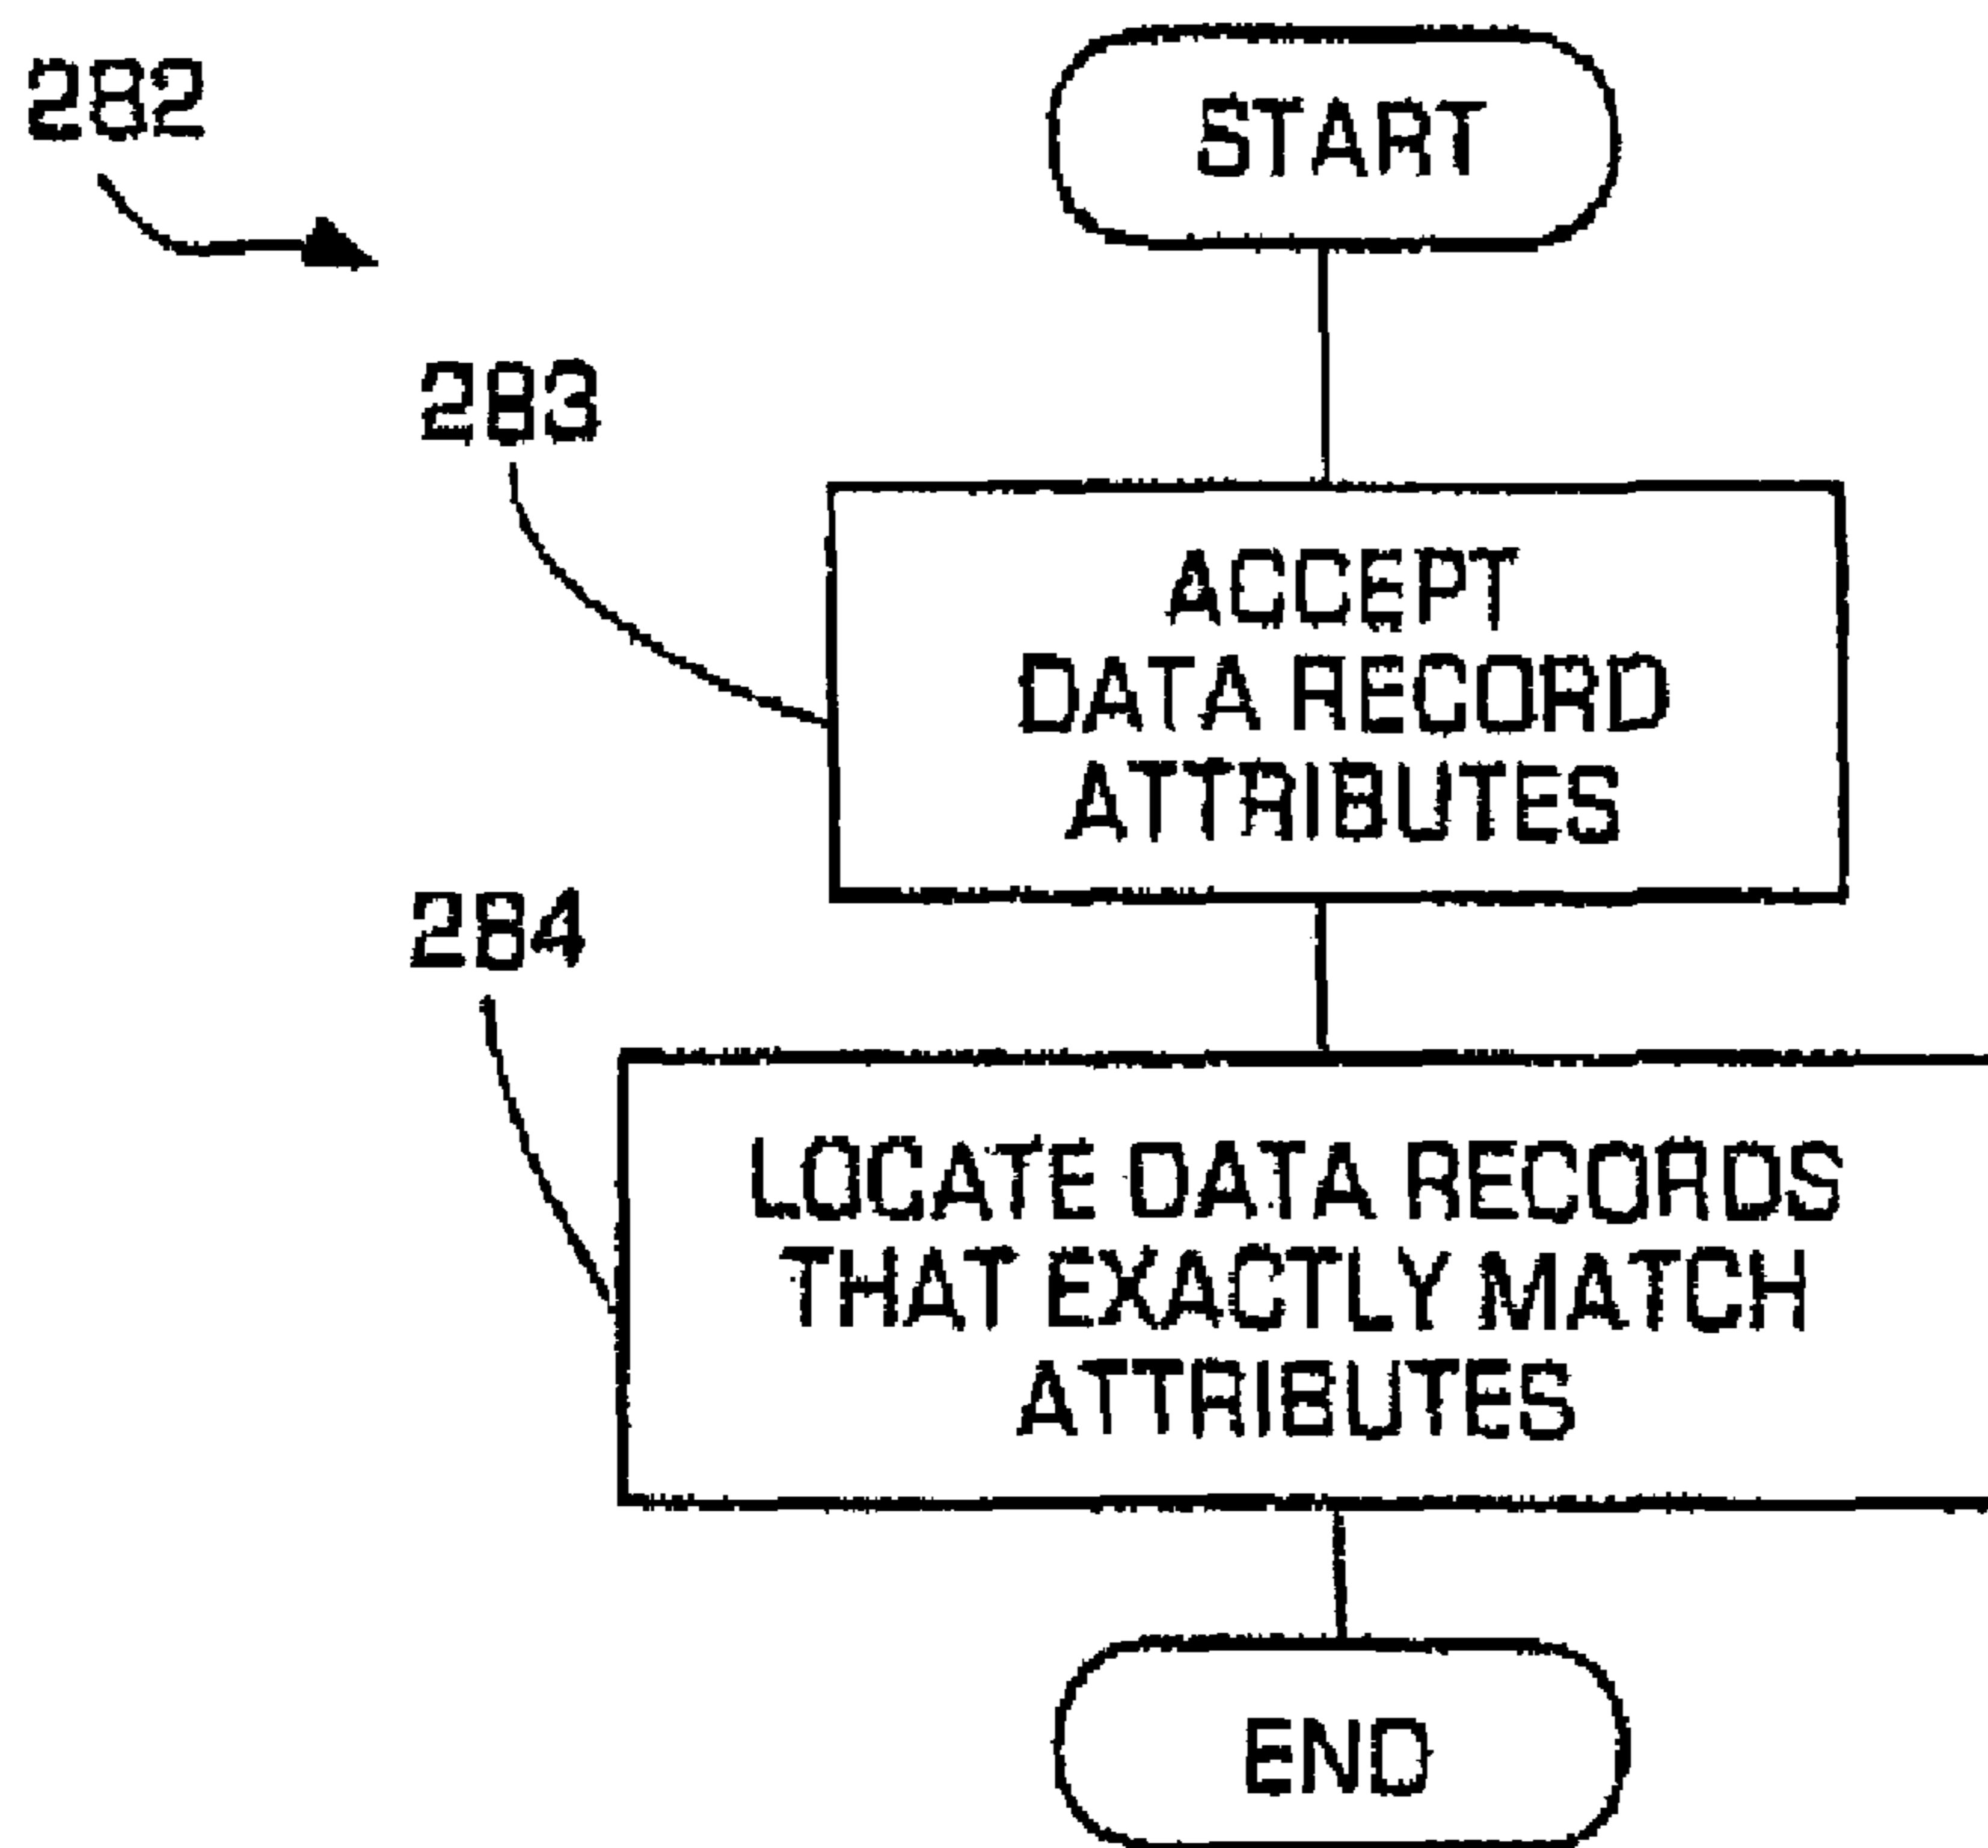 282
START
283
ACCEPT
DATA RECORD
ATTRIBUTES
284
LOCATE DATA RECORDS
THAT EXACTLY MATCH
ATTRIBUTES
END